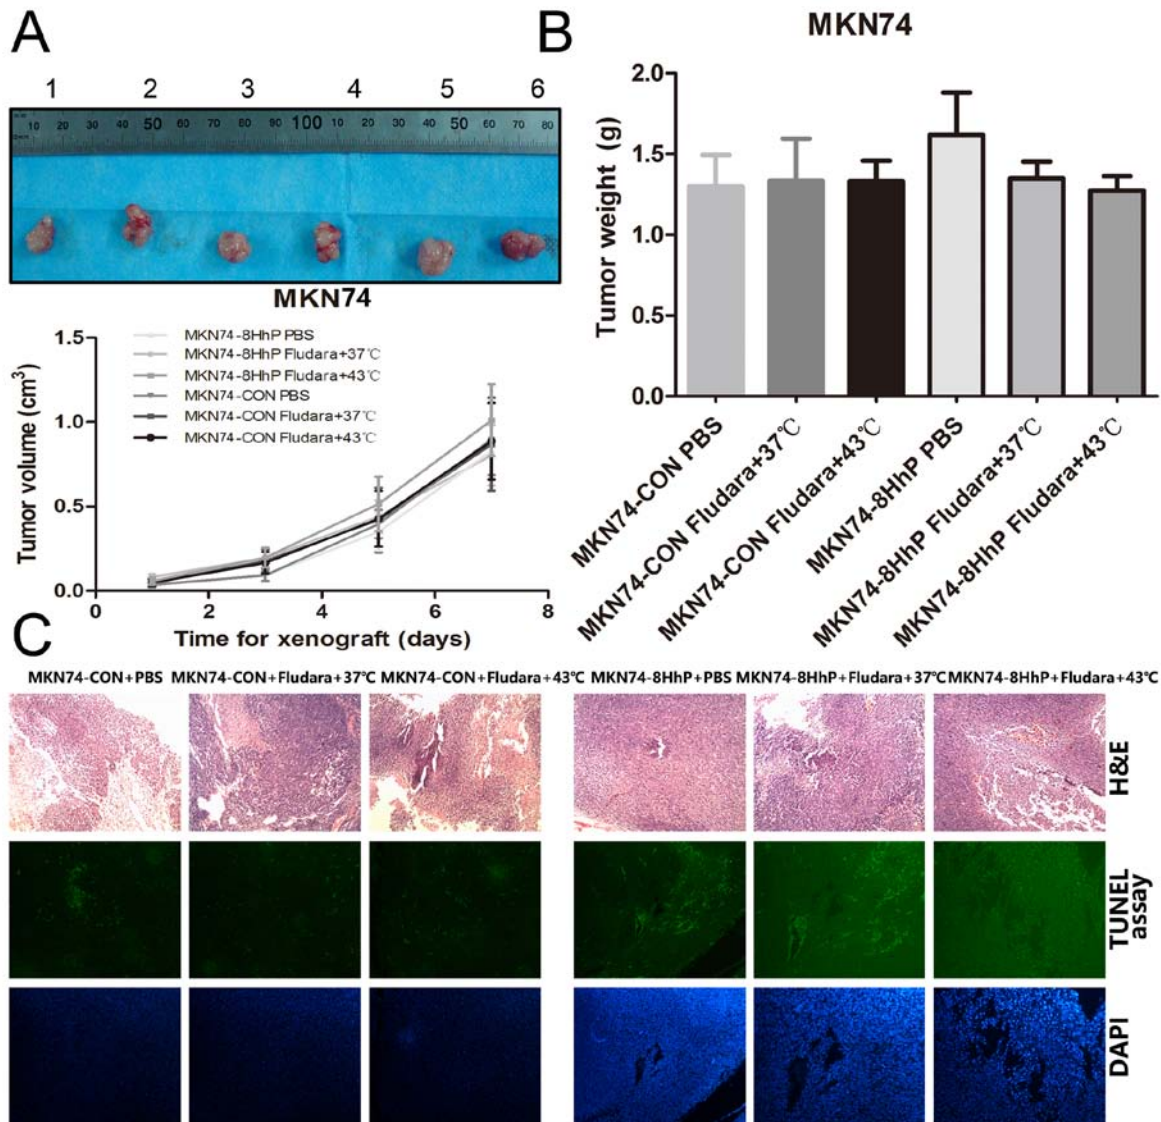 A
1 2 3 4 5 6
10 20 30 40 50 60 70 80 90 100 10 20 30 40 50 60 70 80
MKN74
1.5
1.0
0.5
0.0
Tumor volume (cm³)
MKN74-8HhP PBS
MKN74-8HhP Fludara+37℃
MKN74-8HhP Fludara+43℃
MKN74-CON PBS
MKN74-CON Fludara+37℃
MKN74-CON Fludara+43℃
0 2 4 6 8
Time for xenograft (days)
B
MKN74
2.0
1.5
1.0
0.5
0.0
Tumor weight (g)
MKN74-CON PBS
MKN74-CON Fludara+37℃
MKN74-CON Fludara+43℃
MKN74-8HhP PBS
MKN74-8HhP Fludara+37℃
MKN74-8HhP Fludara+43℃
C
MKN74-CON+PBS MKN74-CON+Fludara+37℃ MKN74-CON+Fludara+43℃ MKN74-8HhP+PBS MKN74-8HhP+Fludara+37℃ MKN74-8HhP+Fludara+43℃
H&E
TUNEL
assay
DAPI